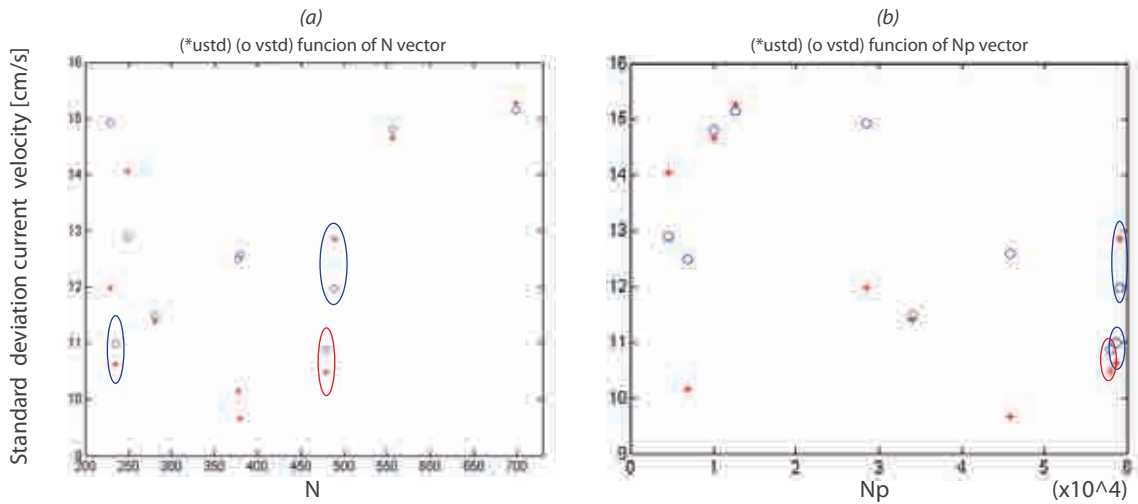 (a)
(*ustd) (o vstd) funcion of N vector
Standard deviation current velocity [cm/s]
16
15
14
13
12
11
10
9
200 250 300 350 400 450 500 550 600 650 700
N
(b)
(*ustd) (o vstd) funcion of Np vector
16
15
14
13
12
11
10
9
0 1 2 3 4 5 6
Np (x10^4)